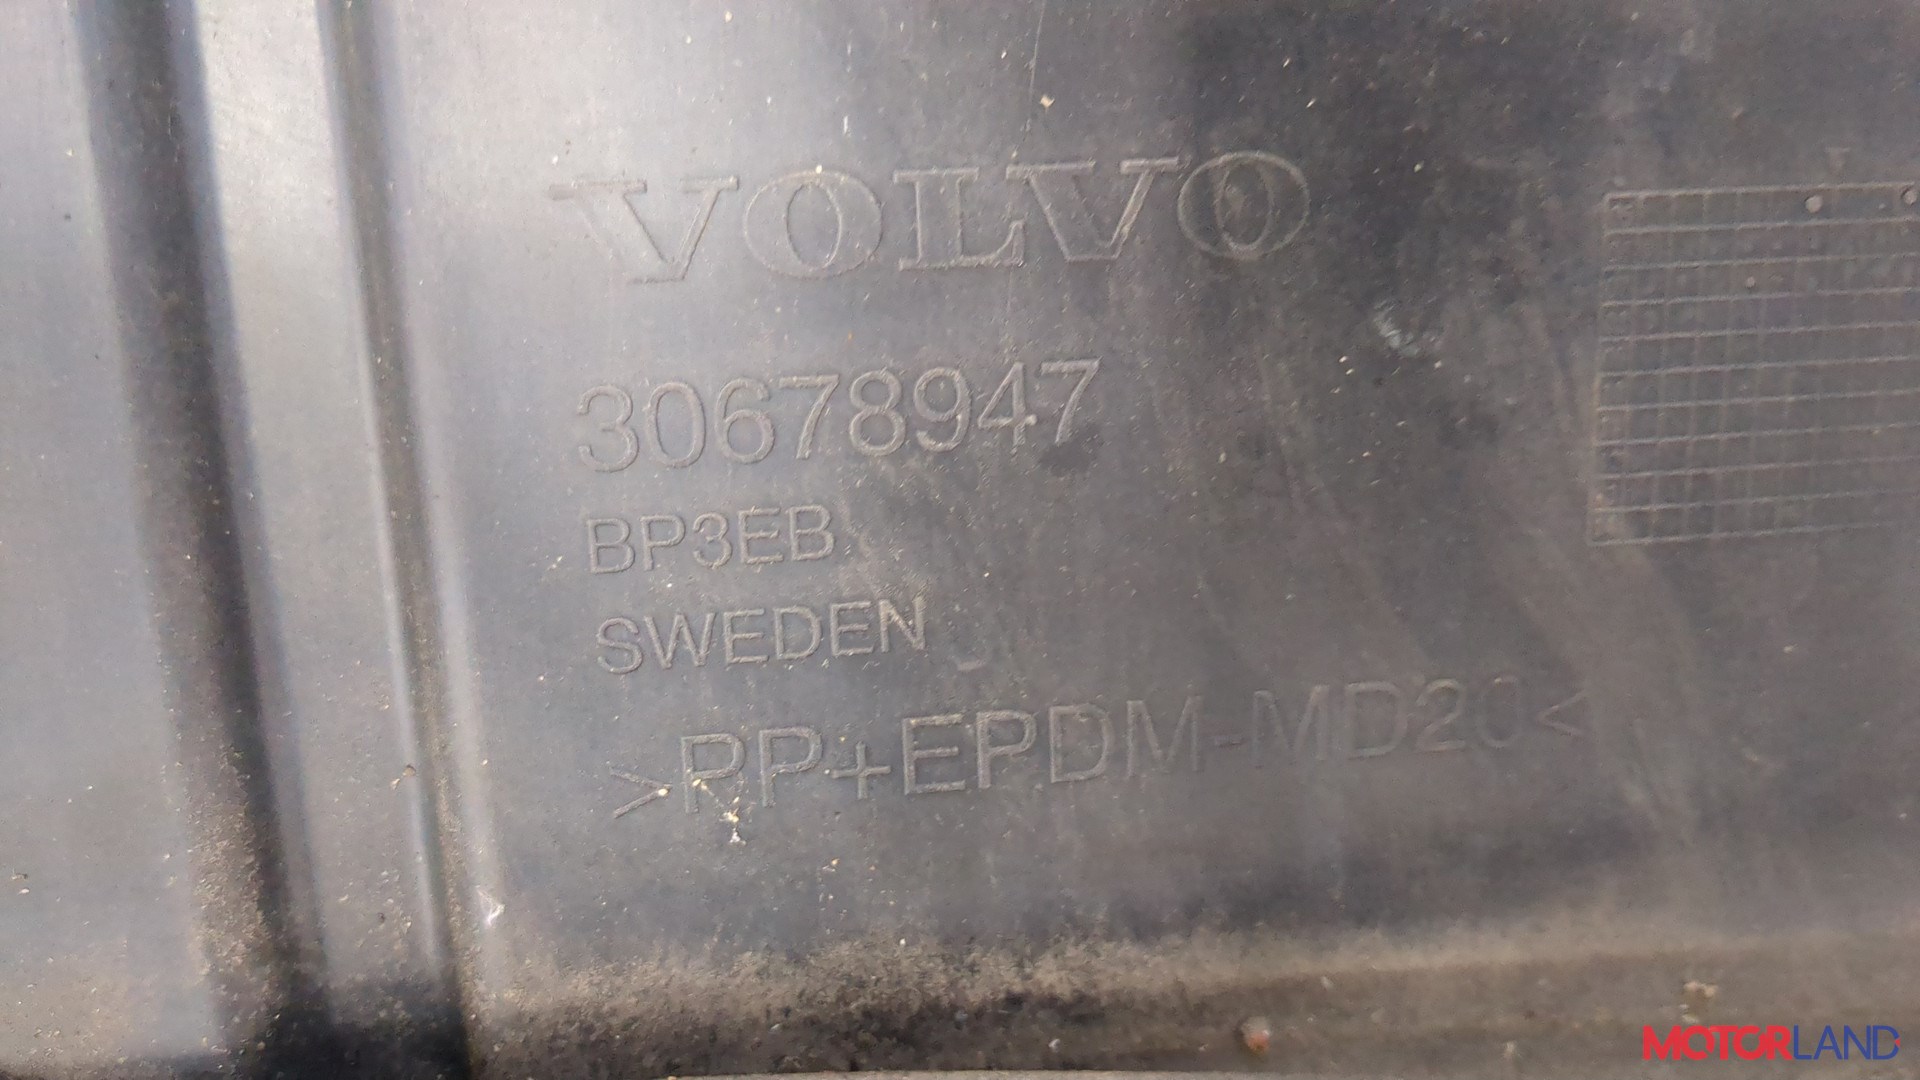 VOLVO
30678947
BP3EB
SWEDEN
>PP+EPDM-MD20<
MOTORLAND